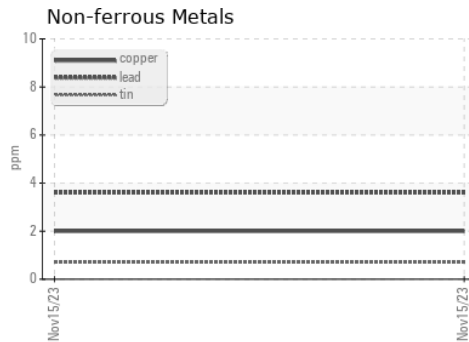 Non-ferrous Metals
10
copper
lead
tin
8
6
ppm
4
2
0
Nov15/23
Nov15/23